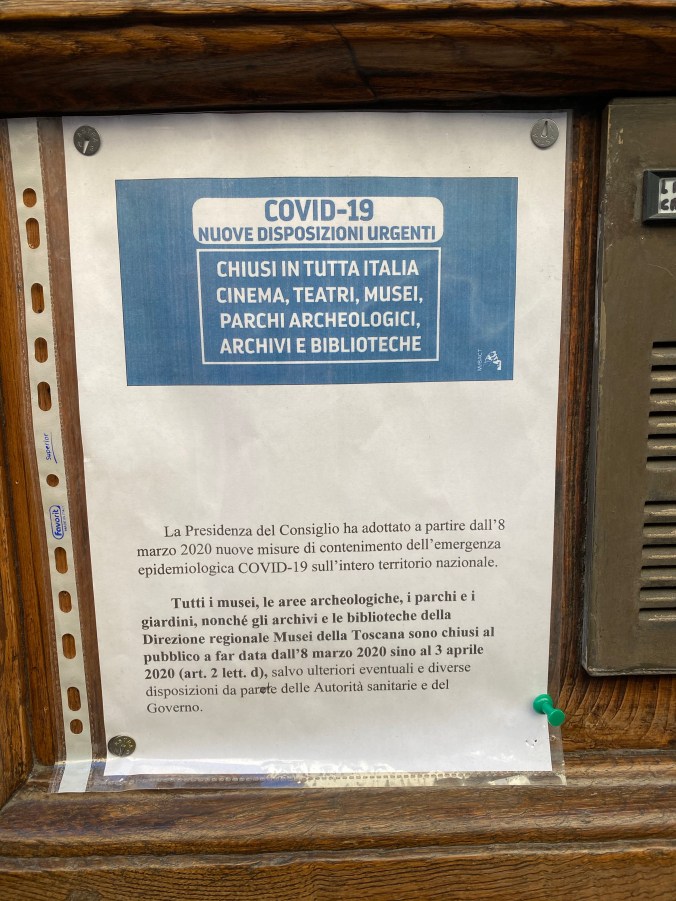 COVID-19
NUOVE DISPOSIZIONI URGENTI
CHIUSI IN TUTTA ITALIA
CINEMA, TEATRI, MUSEI,
PARCHI ARCHEOLOGICI,
ARCHIVI E BIBLIOTECHE
MiBACT
Superior
Favorit
La Presidenza del Consiglio ha adottato a partire dall'8
marzo 2020 nuove misure di contenimento dell'emergenza
epidemiologica COVID-19 sull'intero territorio nazionale.
Tutti i musei, le aree archeologiche, i parchi e i
giardini, nonché gli archivi e le biblioteche della
Direzione regionale Musei della Toscana sono chiusi al
pubblico a far data dall'8 marzo 2020 sino al 3 aprile
2020 (art. 2 lett. d), salvo ulteriori eventuali e diverse
disposizioni da parte delle Autorità sanitarie e del
Governo.